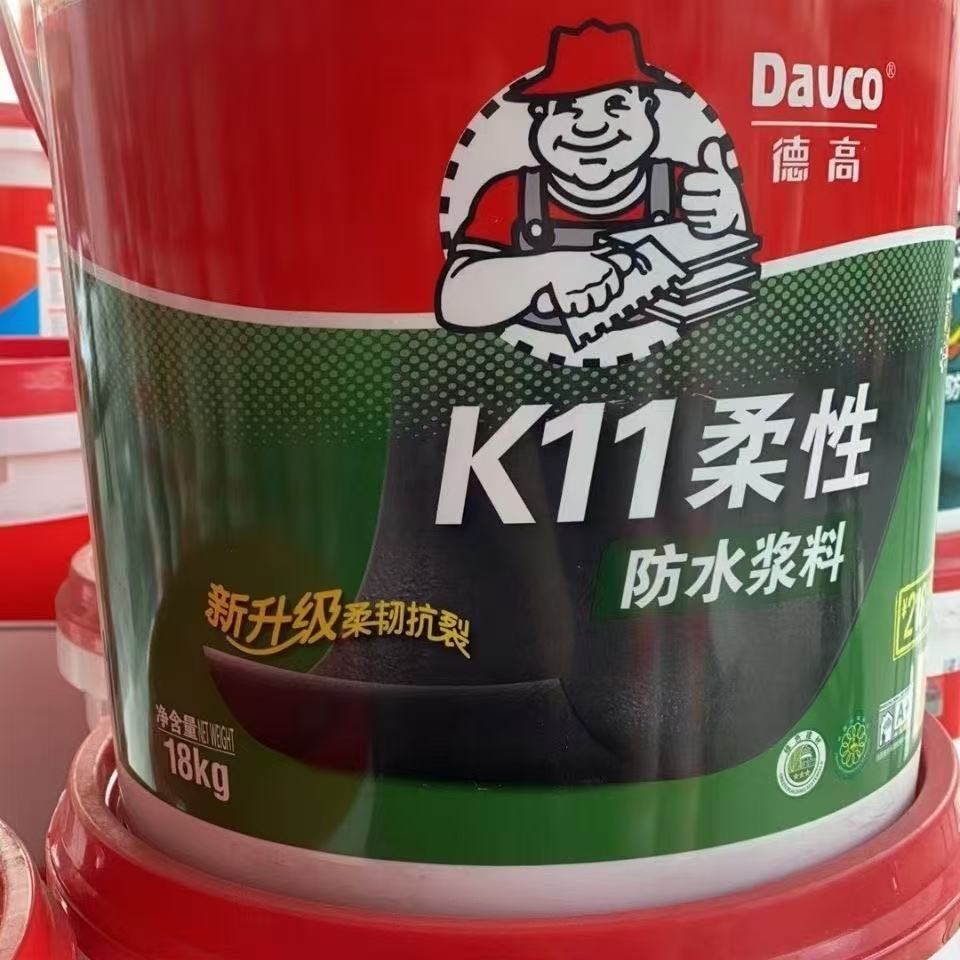 Davco®
德高
K11柔性
防水浆料
新升级柔韧抗裂
净含量NET WEIGHT
18kg